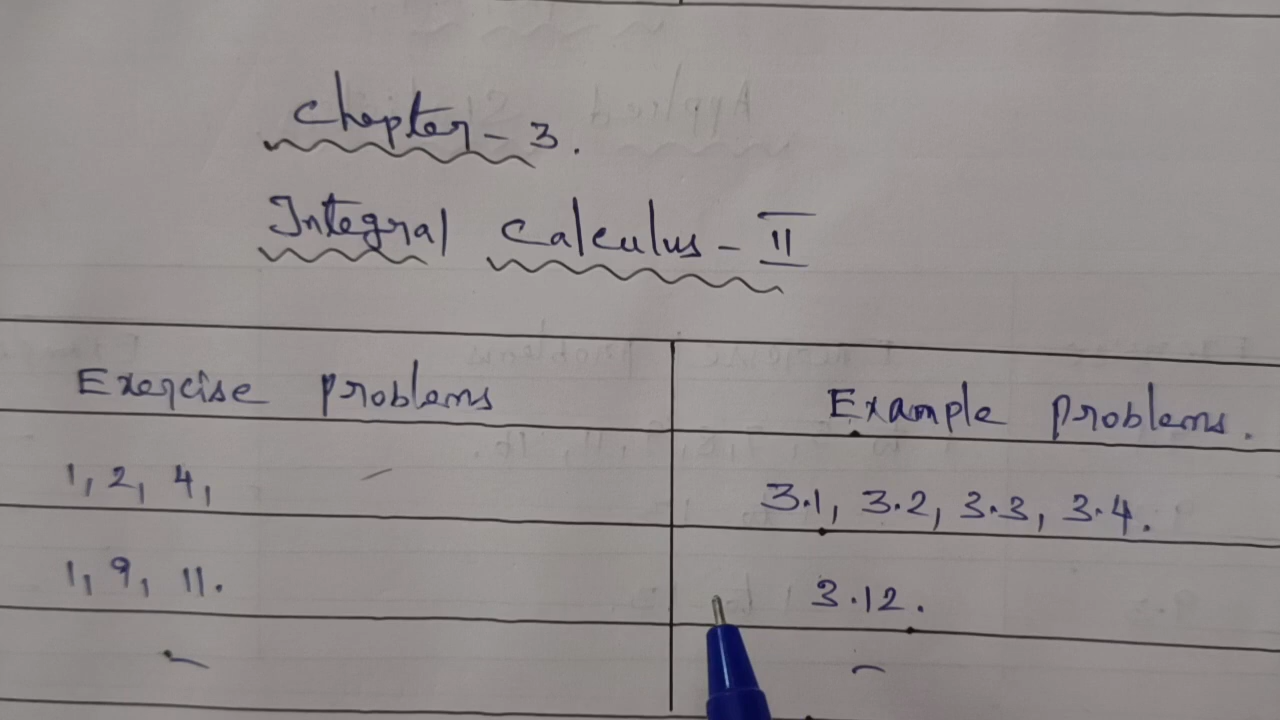 Chapter - 3.
Integral Calculus - II
Exercise Problems Example Problems.
1, 2, 4, - 3.1, 3.2, 3.3, 3.4.
1, 9, 11. 3.12.
- -